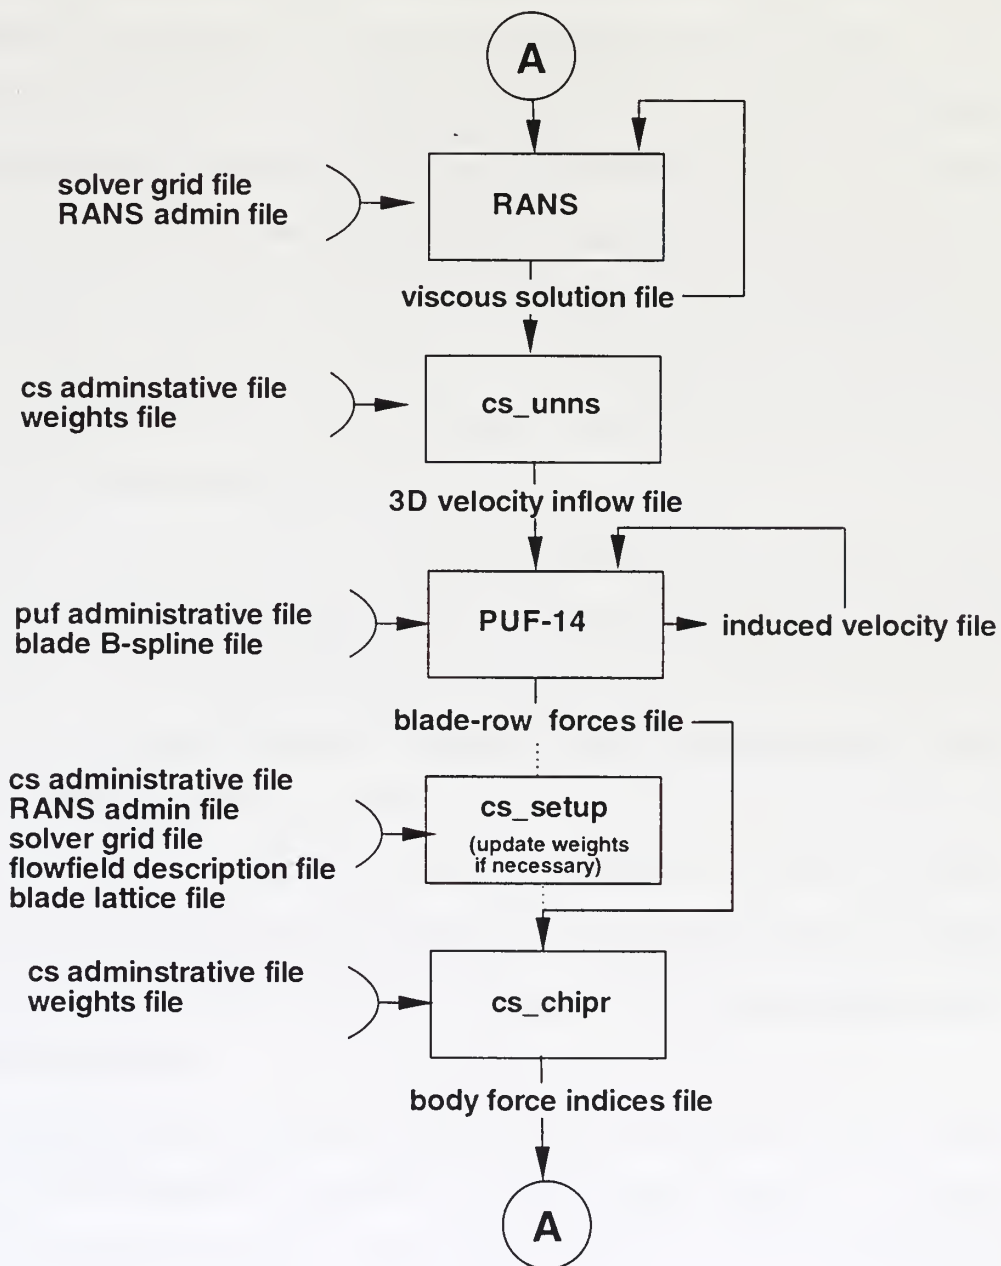 A
solver grid file
RANS admin file
RANS
viscous solution file
cs adminstative file
weights file
cs_unns
3D velocity inflow file
puf administrative file
blade B-spline file
PUF-14
induced velocity file
blade-row forces file
cs administrative file
RANS admin file
solver grid file
flowfield description file
blade lattice file
cs_setup
(update weights
if necessary)
cs adminstrative file
weights file
cs_chipr
body force indices file
A